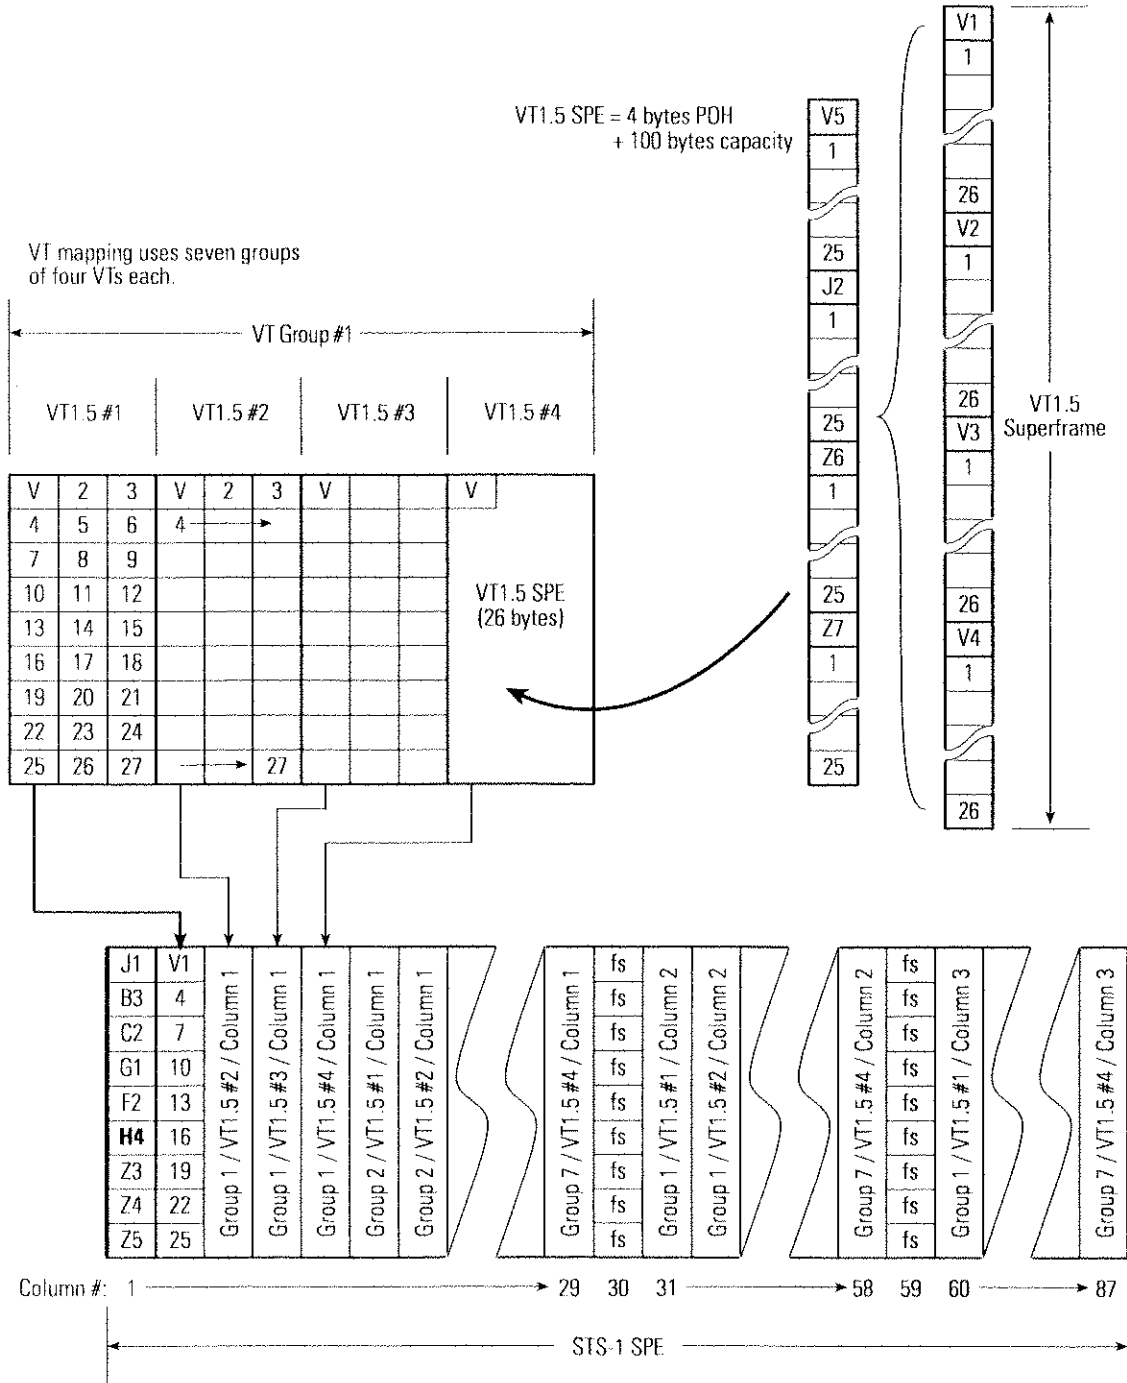 VT1.5 SPE = 4 bytes POH
+ 100 bytes capacity
V5
1
25
J2
1
25
Z6
1
25
Z7
1
25
V1
1
26
V2
1
26
V3
1
26
V4
1
26
VT1.5
Superframe
VT mapping uses seven groups
of four VTs each.
VT Group #1
VT1.5 #1 VT1.5 #2 VT1.5 #3 VT1.5 #4
V 2 3 V 2 3 V V
4 5 6 4
7 8 9
10 11 12
13 14 15
16 17 18
19 20 21
22 23 24
25 26 27 27
VT1.5 SPE
(26 bytes)
J1 V1
B3 4
C2 7
G1 10
F2 13
H4 16
Z3 19
Z4 22
Z5 25
Group 1 / VT1.5 #2 / Column 1
Group 1 / VT1.5 #3 / Column 1
Group 1 / VT1.5 #4 / Column 1
Group 2 / VT1.5 #1 / Column 1
Group 2 / VT1.5 #2 / Column 1
Group 7 / VT1.5 #4 / Column 1
fs
fs
fs
fs
fs
fs
fs
fs
fs
Group 1 / VT1.5 #1 / Column 2
Group 1 / VT1.5 #2 / Column 2
Group 7 / VT1.5 #4 / Column 2
fs
fs
fs
fs
fs
fs
fs
fs
fs
Group 1 / VT1.5 #1 / Column 3
Group 7 / VT1.5 #4 / Column 3
Column #: 1 29 30 31 58 59 60 87
STS-1 SPE